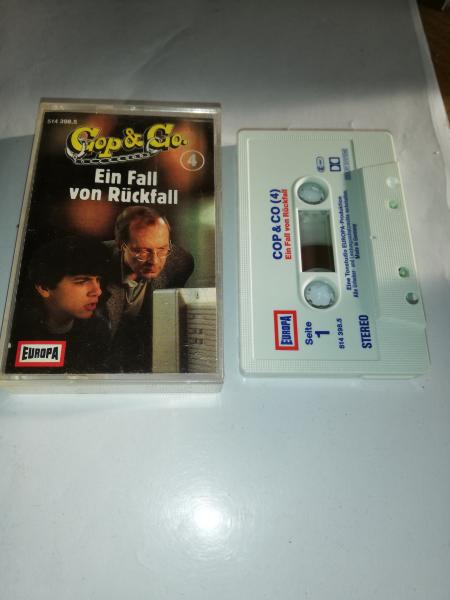 514 398.5
Cop & Co.
4
Ein Fall
von Rückfall
EUROPA
COP & CO (4)
Ein Fall von Rückfall
Eine Tonstudio EUROPA-Produktion
Made in Germany
EUROPA
Seite
1
514 398.5
STEREO